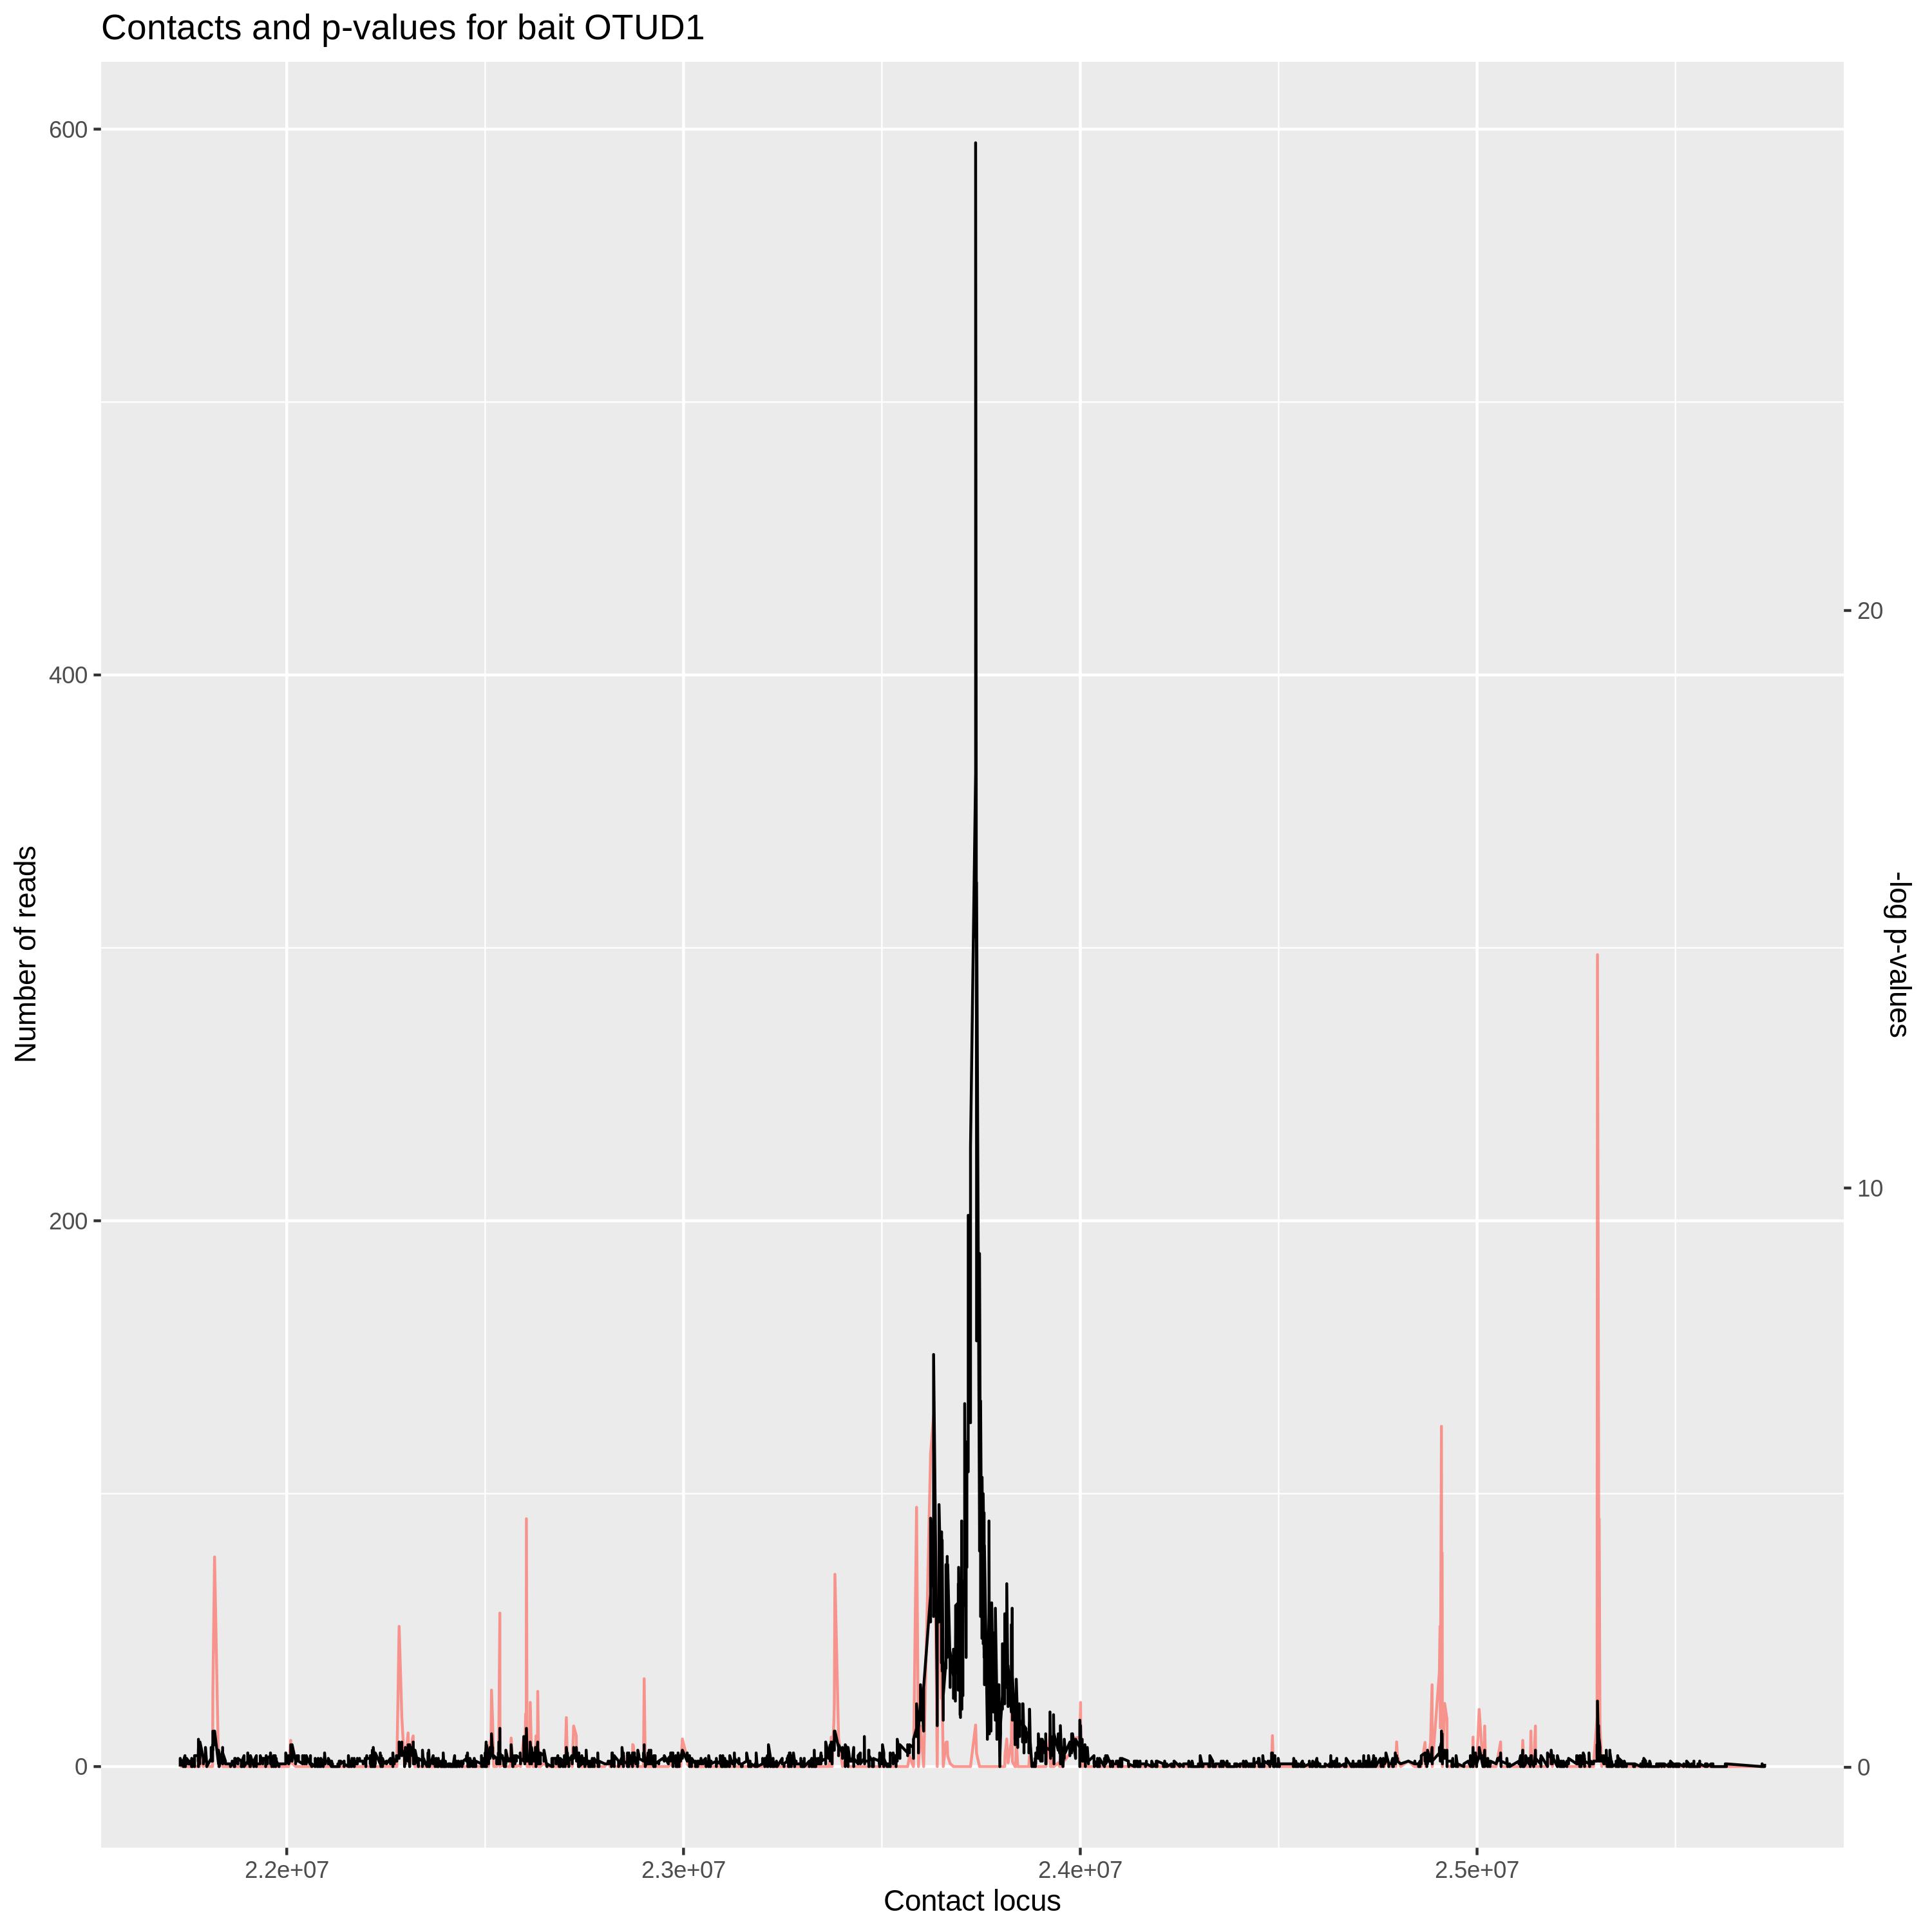 Contacts and p-values for bait OTUD1
600
400
200
0
Number of reads
20
10
0
-log p-values
2.2e+07
2.3e+07
2.4e+07
2.5e+07
Contact locus